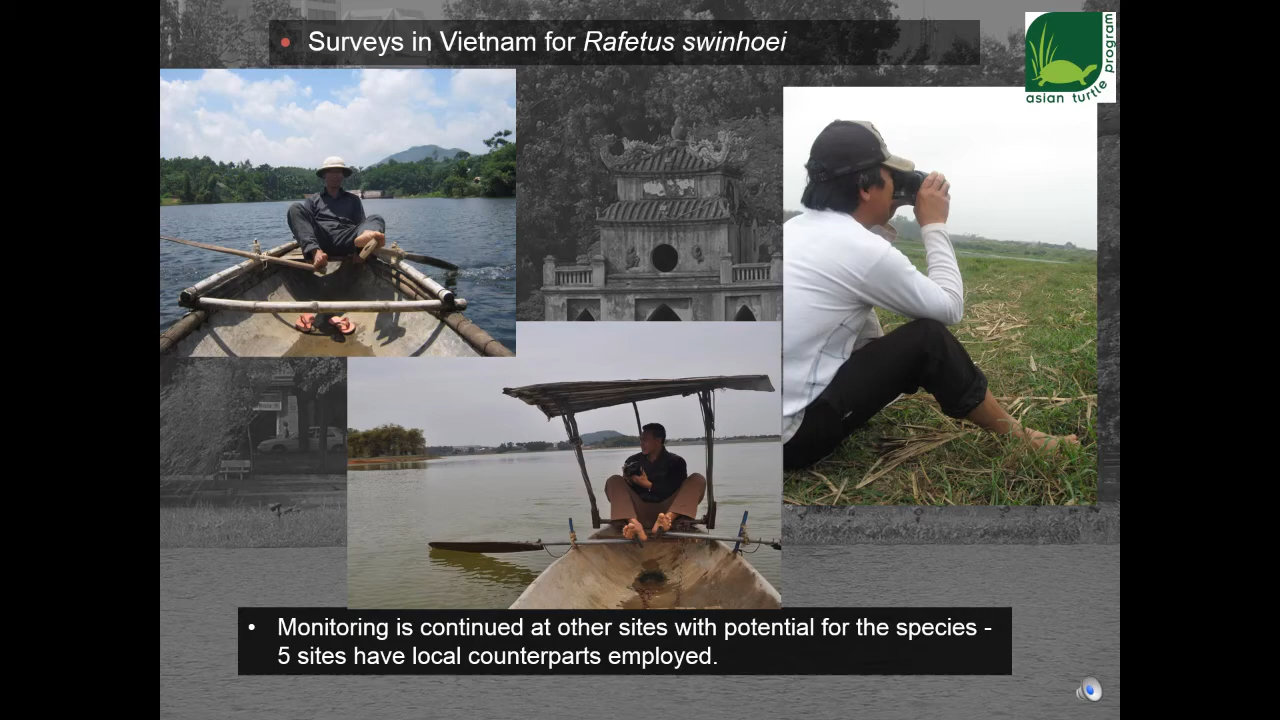 • Surveys in Vietnam for Rafetus swinhoei
asian turtle program
• Monitoring is continued at other sites with potential for the species -
5 sites have local counterparts employed.